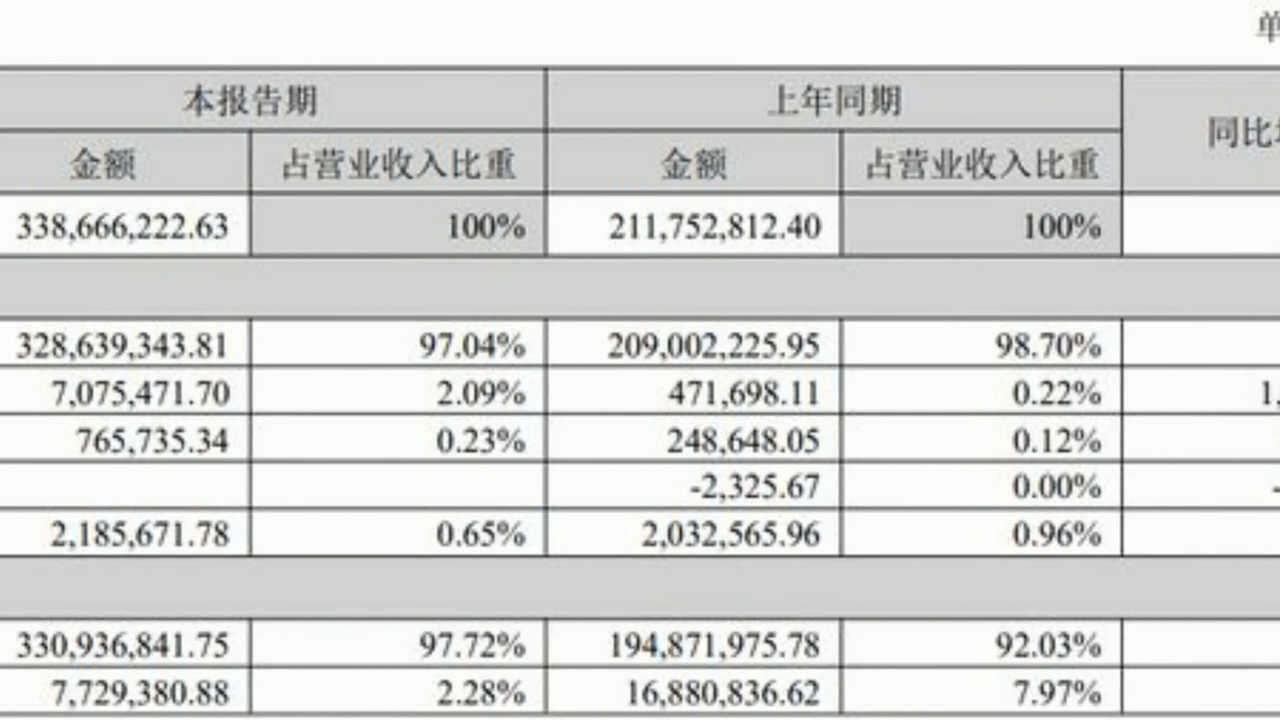 单
本报告期 上年同期 同比
金额 占营业收入比重 金额 占营业收入比重
338,666,222.63 100% 211,752,812.40 100%
328,639,343.81 97.04% 209,002,225.95 98.70%
7,075,471.70 2.09% 471,698.11 0.22% 1,
765,735.34 0.23% 248,648.05 0.12%
-2,325.67 0.00% -
2,185,671.78 0.65% 2,032,565.96 0.96%
330,936,841.75 97.72% 194,871,975.78 92.03%
7,729,380.88 2.28% 16,880,836.62 7.97%